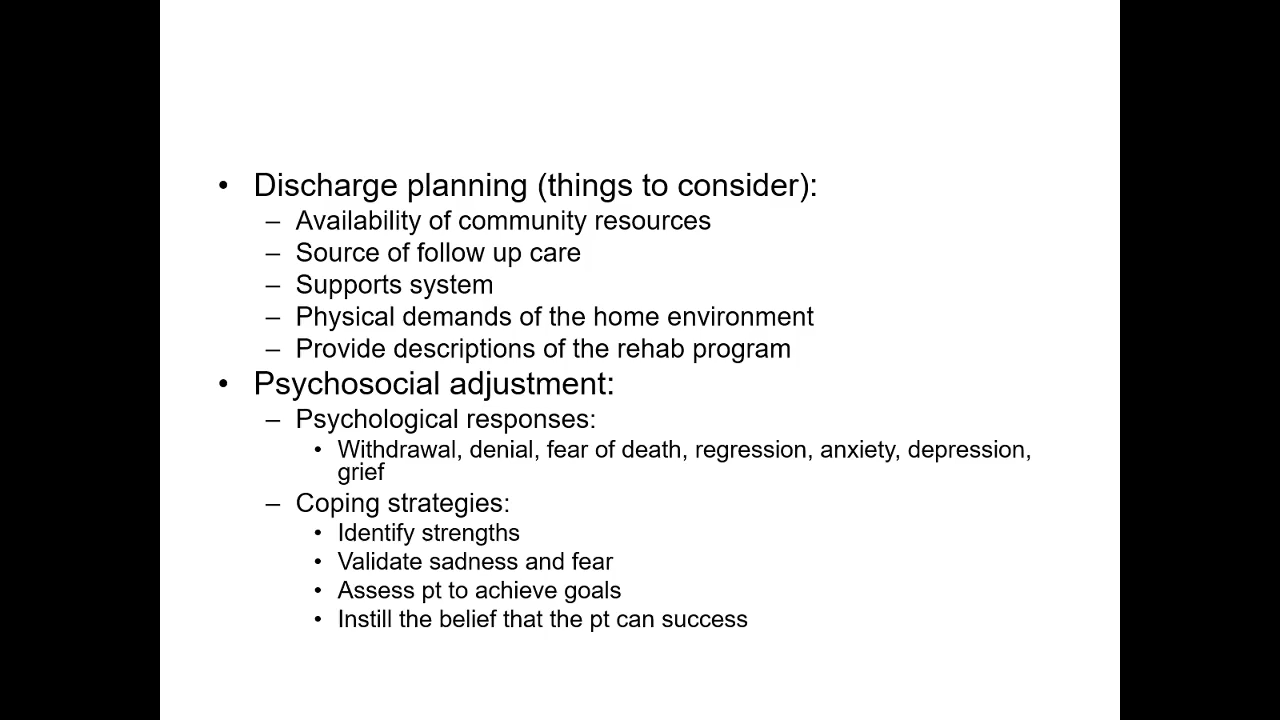 • Discharge planning (things to consider):
– Availability of community resources
– Source of follow up care
– Supports system
– Physical demands of the home environment
– Provide descriptions of the rehab program
• Psychosocial adjustment:
– Psychological responses:
• Withdrawal, denial, fear of death, regression, anxiety, depression,
grief
– Coping strategies:
• Identify strengths
• Validate sadness and fear
• Assess pt to achieve goals
• Instill the belief that the pt can success